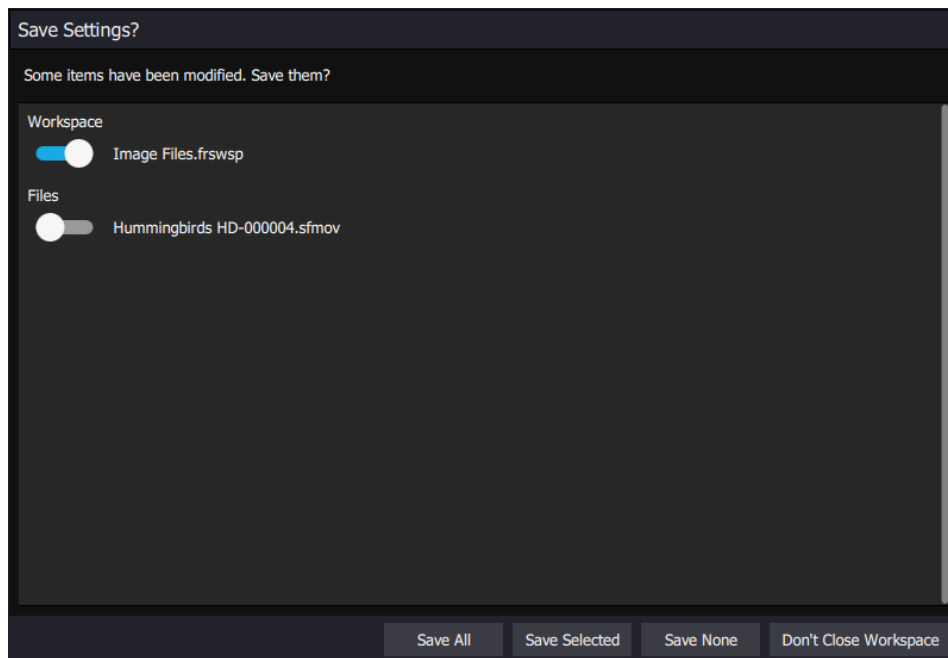 Save Settings?
Some items have been modified. Save them?
Workspace
Image Files.frswsp
Files
Hummingbirds HD-000004.sfmov
Save All
Save Selected
Save None
Don't Close Workspace